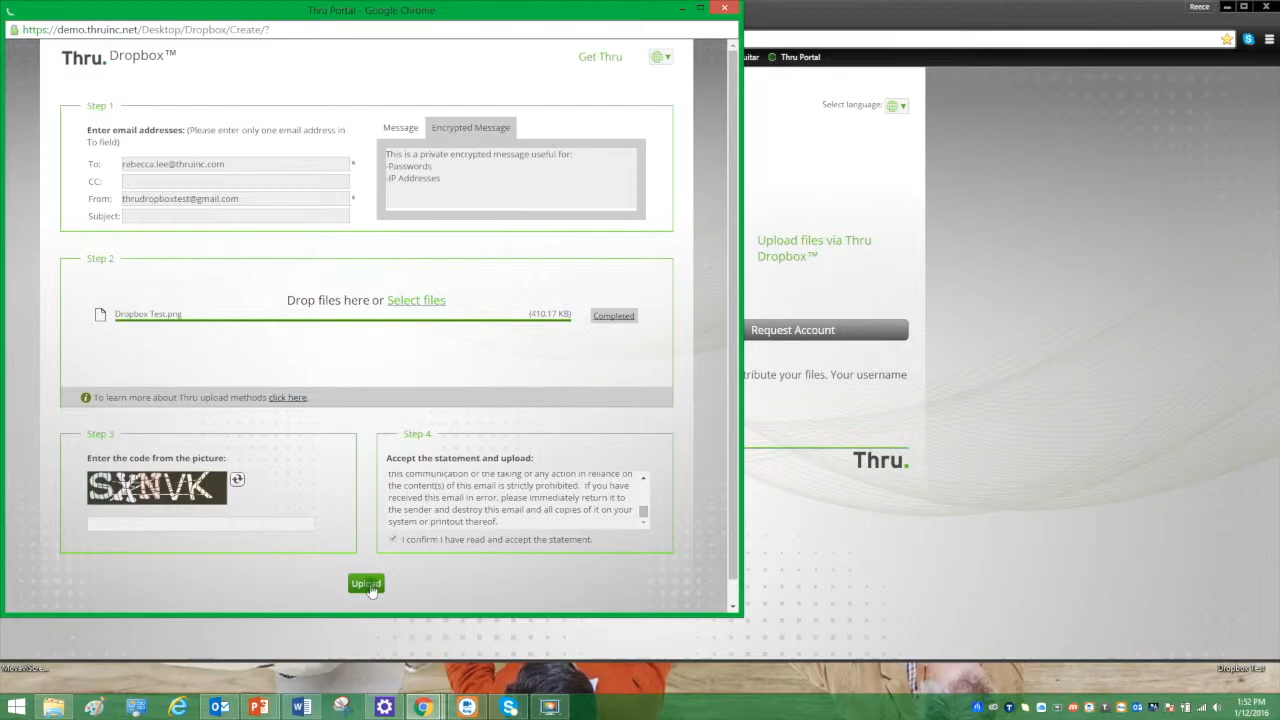 Thru Portal - Google Chrome
Reece
https://demo.thruinc.net/Desktop/Dropbox/Create/?
Thru. Dropbox™
Get Thru
uitar
Thru Portal
Select language:
Step 1
Enter email addresses: (Please enter only one email address in
To field)
To: rebecca.lee@thruinc.com *
CC:
From: thrudropboxtest@gmail.com *
Subject:
Message
Encrypted Message
This is a private encrypted message useful for:
-Passwords
-IP Addresses
Upload files via Thru
Dropbox™
Step 2
Drop files here or Select files
Dropbox Test.png (410.17 KB) Completed
Request Account
tribute your files. Your username
To learn more about Thru upload methods click here.
Step 3
Enter the code from the picture:
Step 4
Accept the statement and upload:
this communication or the taking of any action in reliance on
the content(s) of this email is strictly prohibited. If you have
received this email in error, please immediately return it to
the sender and destroy this email and all copies of it on your
system or printout thereof.
I confirm I have read and accept the statement.
Thru.
Upload
MovaviScre...
Dropbox Test
1:52 PM
1/12/2016